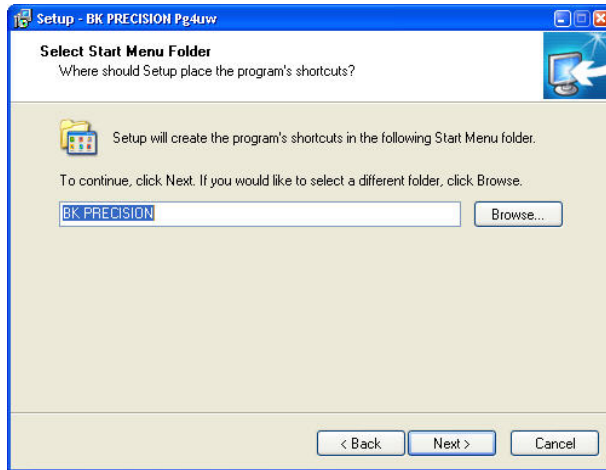 Setup - BK PRECISION Pg4uw
Select Start Menu Folder
Where should Setup place the program's shortcuts?
Setup will create the program's shortcuts in the following Start Menu folder.
To continue, click Next. If you would like to select a different folder, click Browse.
BK PRECISION
Browse...
< Back
Next >
Cancel